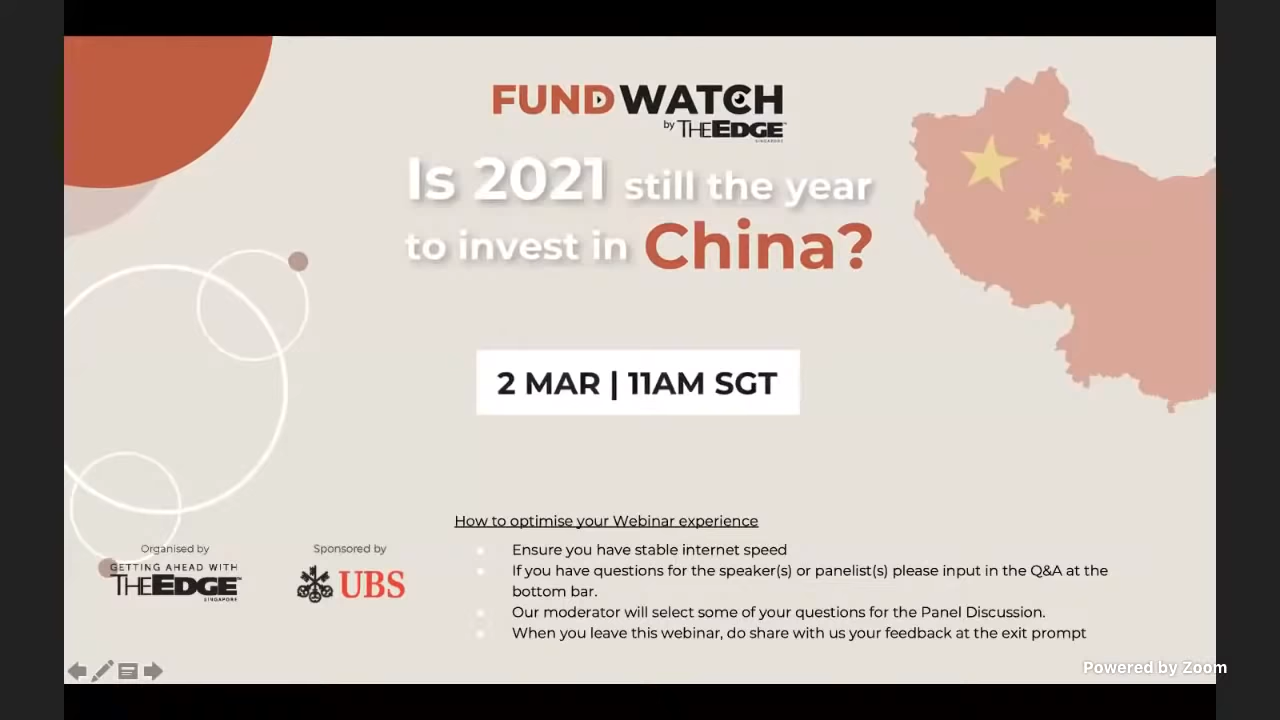 FUNDWATCH
by THEEDGE
SINGAPORE
Is 2021 still the year
to invest in China?
2 MAR | 11AM SGT
How to optimise your Webinar experience
Ensure you have stable internet speed
If you have questions for the speaker(s) or panelist(s) please input in the Q&A at the
bottom bar.
Our moderator will select some of your questions for the Panel Discussion.
When you leave this webinar, do share with us your feedback at the exit prompt
Organised by
GETTING AHEAD WITH
THEEDGE
SINGAPORE
Sponsored by
UBS
Powered by Zoom